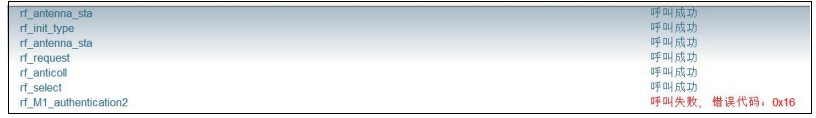 rf_antenna_sta 呼叫成功
rf_init_type 呼叫成功
rf_antenna_sta 呼叫成功
rf_request 呼叫成功
rf_anticoll 呼叫成功
rf_select 呼叫成功
rf_M1_authentication2 呼叫失败，错误代码：0x16